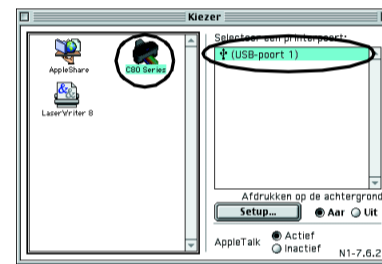 Kiezer
AppleShare
C80 Series
LaserWriter 8
Selecteer een printerpoort:
(USB-poort 1)
Afdrukken op de achtergrond
Setup...
Aan
Uit
AppleTalk
Actief
Inactief
N1-7.6.2